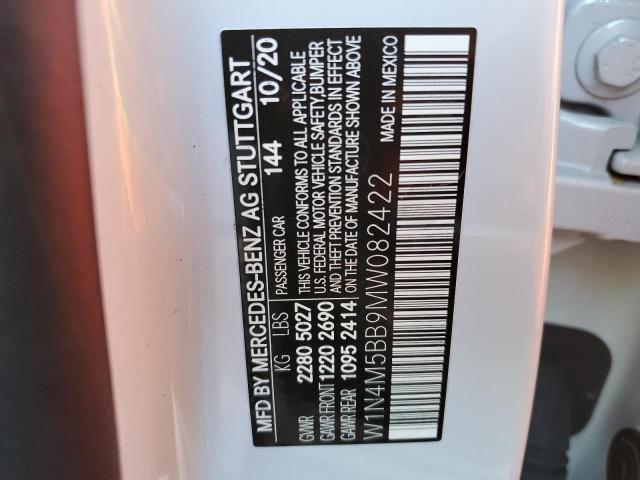 MFD BY MERCEDES-BENZ AG STUTTGART
144 10/20
KG LBS PASSENGER CAR
GVWR 2280 5027 THIS VEHICLE CONFORMS TO ALL APPLICABLE
U.S. FEDERAL MOTOR VEHICLE SAFETY,BUMPER
GAWR FRONT 1220 2690 AND THEFT PREVENTION STANDARDS IN EFFECT
GAWR REAR 1095 2414 ON THE DATE OF MANUFACTURE SHOWN ABOVE
W1N4M5BB9MW082422 MADE IN MEXICO